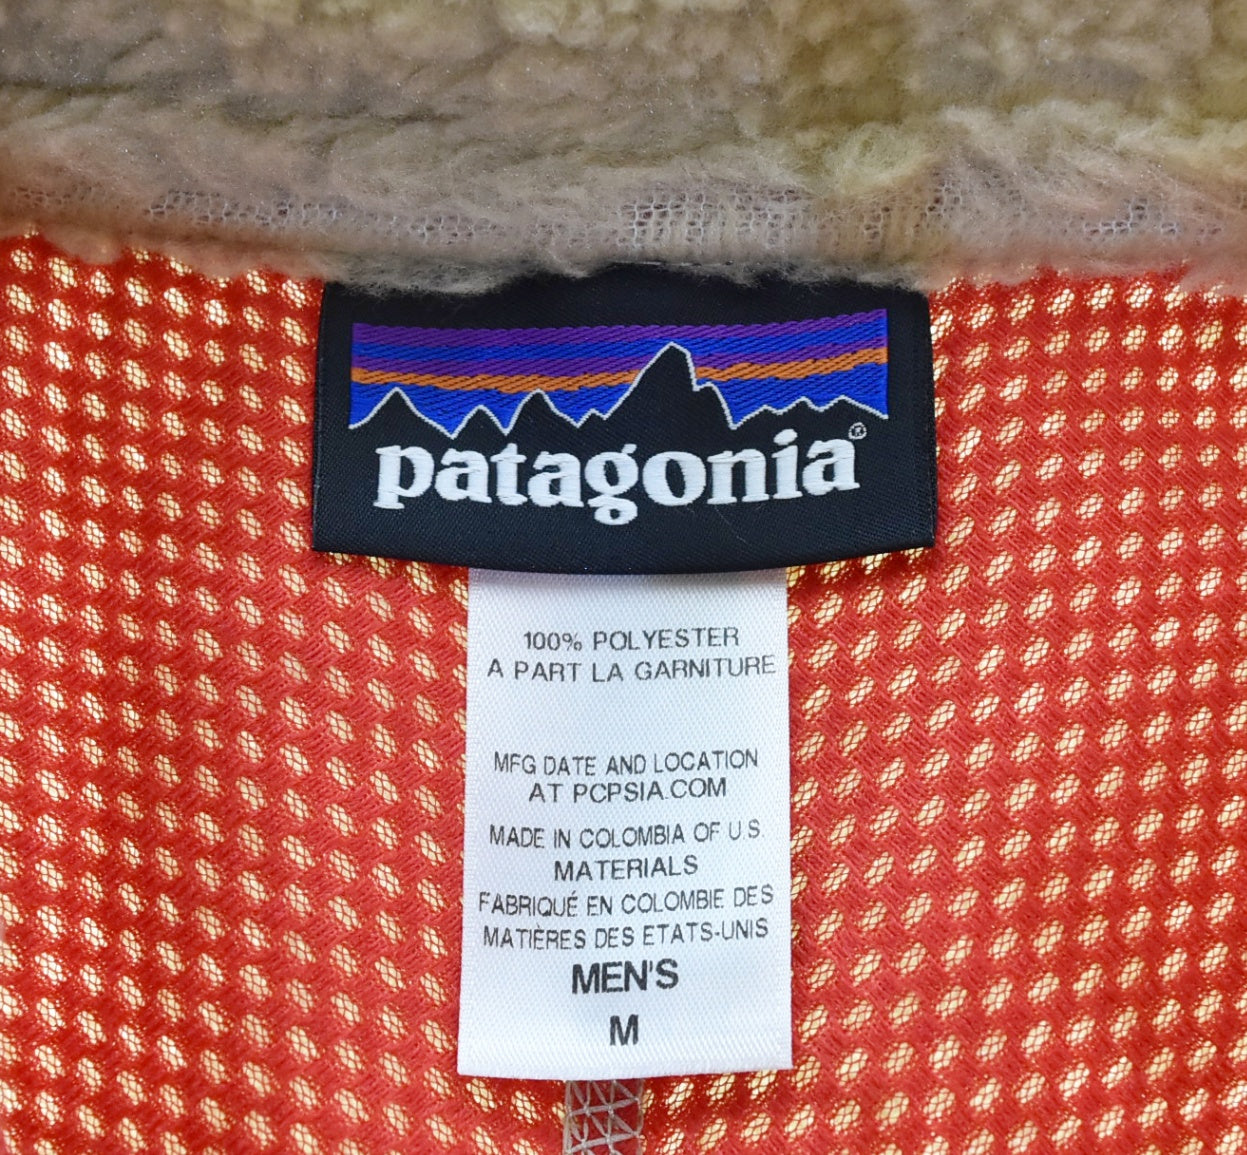 patagonia®
100% POLYESTER
A PART LA GARNITURE
MFG DATE AND LOCATION
AT PCPSIA.COM
MADE IN COLOMBIA OF U.S.
MATERIALS
FABRIQUÉ EN COLOMBIE DES
MATIÈRES DES ETATS-UNIS
MEN'S
M